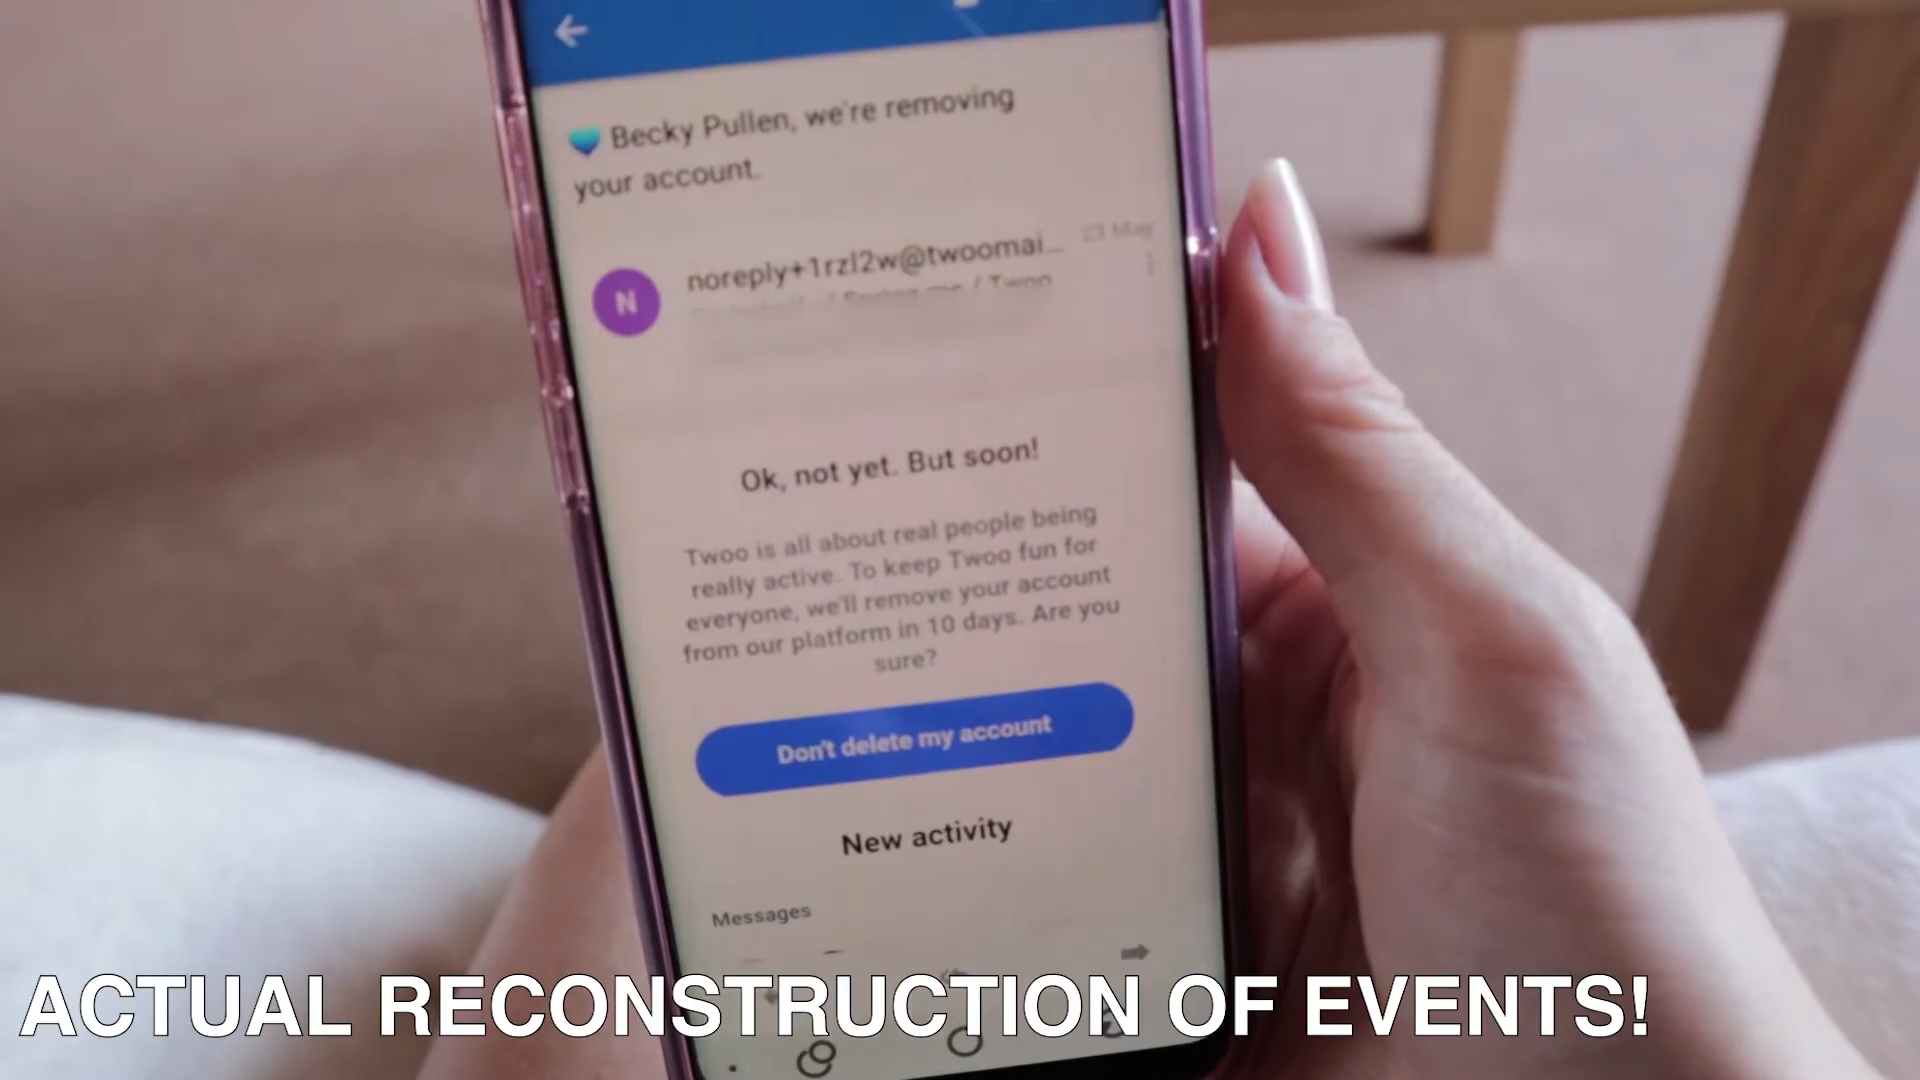 Becky Pullen, we're removing
your account.
23 May
noreply+1rzl2w@twoomai...
N
/ Twoo
Ok, not yet. But soon!
Twoo is all about real people being
really active. To keep Twoo fun for
everyone, we'll remove your account
from our platform in 10 days. Are you
sure?
Don't delete my account
New activity
Messages
ACTUAL RECONSTRUCTION OF EVENTS!